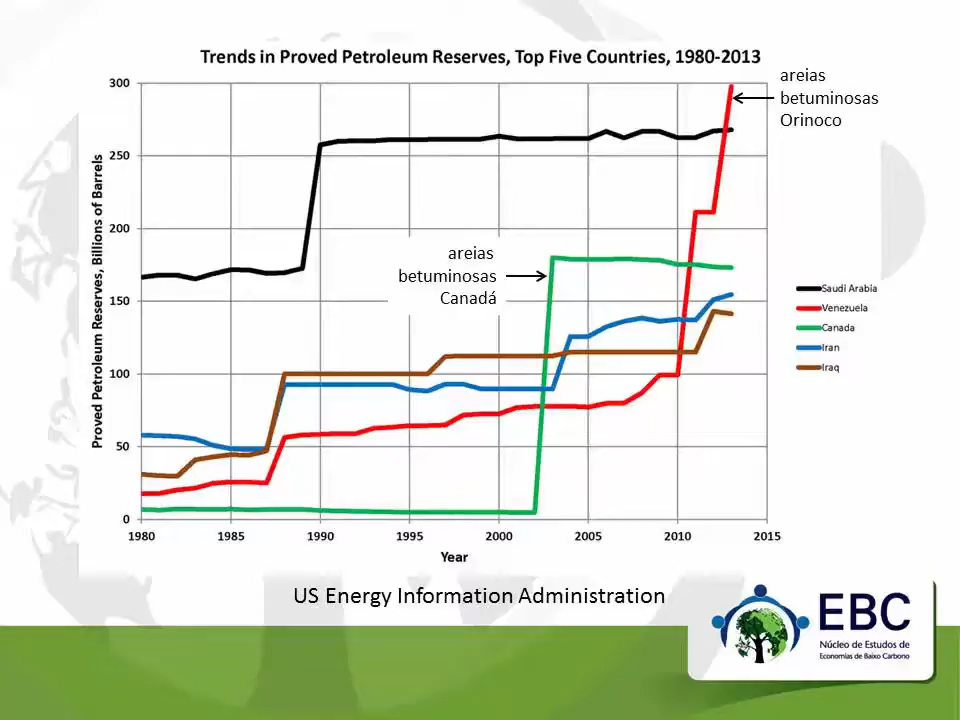 Trends in Proved Petroleum Reserves, Top Five Countries, 1980-2013
areias
betuminosas
Orinoco
Proved Petroleum Reserves, Billions of Barrels
300
250
200
150
100
50
0
areias
betuminosas
Canadá
Saudi Arabia
Venezuela
Canada
Iran
Iraq
1980 1985 1990 1995 2000 2005 2010 2015
Year
US Energy Information Administration
EBC
Núcleo de Estudos de
Economias de Baixo Carbono